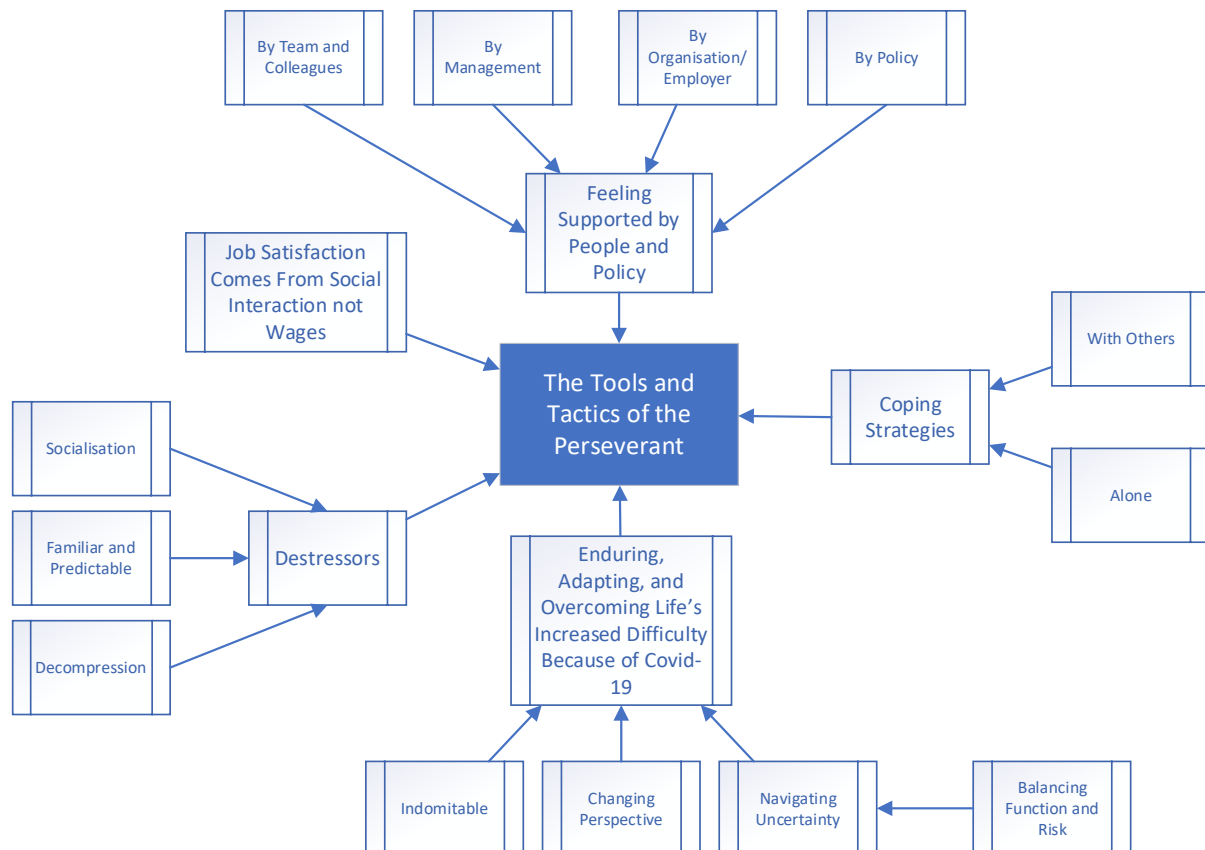 By Team and
Colleagues
By
Management
By
Organisation/
Employer
By Policy
Feeling
Supported by
People and
Policy
Job Satisfaction
Comes From Social
Interaction not
Wages
With Others
The Tools and
Tactics of the
Perseverant
Coping
Strategies
Socialisation
Alone
Familiar and
Predictable
Destressors
Enduring,
Adapting, and
Overcoming Life’s
Increased Difficulty
Because of Covid-
19
Decompression
Indomitable
Changing
Perspective
Navigating
Uncertainty
Balancing
Function and
Risk